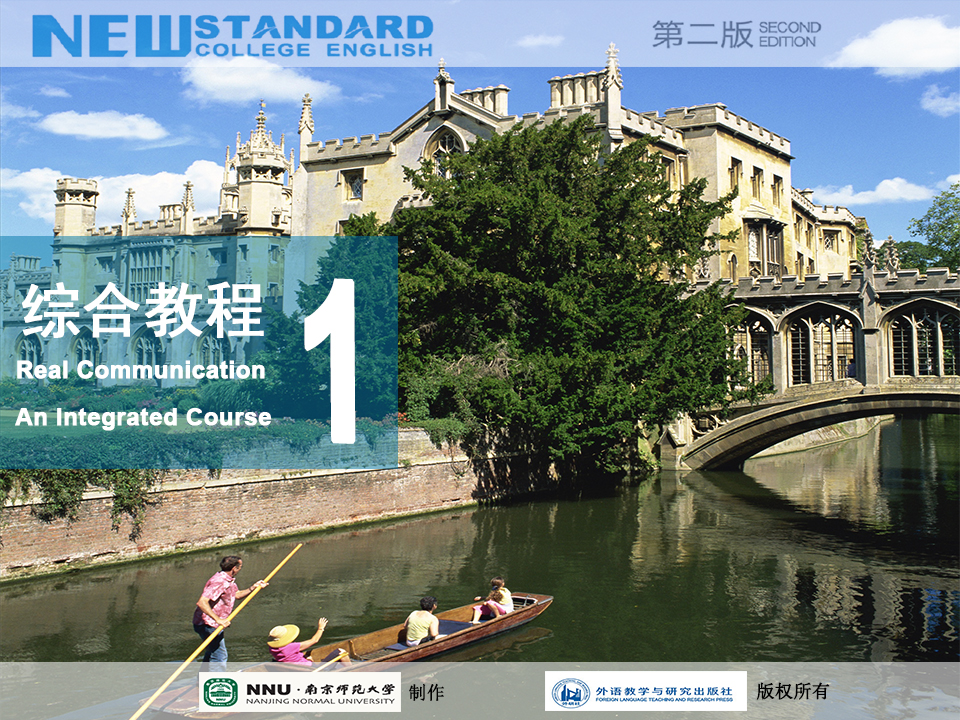 NEW STANDARD
COLLEGE ENGLISH
第二版 SECOND EDITION
综合教程 1
Real Communication
An Integrated Course
NNU·南京师范大学
NANJING NORMAL UNIVERSITY
制作
外语教学与研究出版社
FOREIGN LANGUAGE TEACHING AND RESEARCH PRESS
版权所有